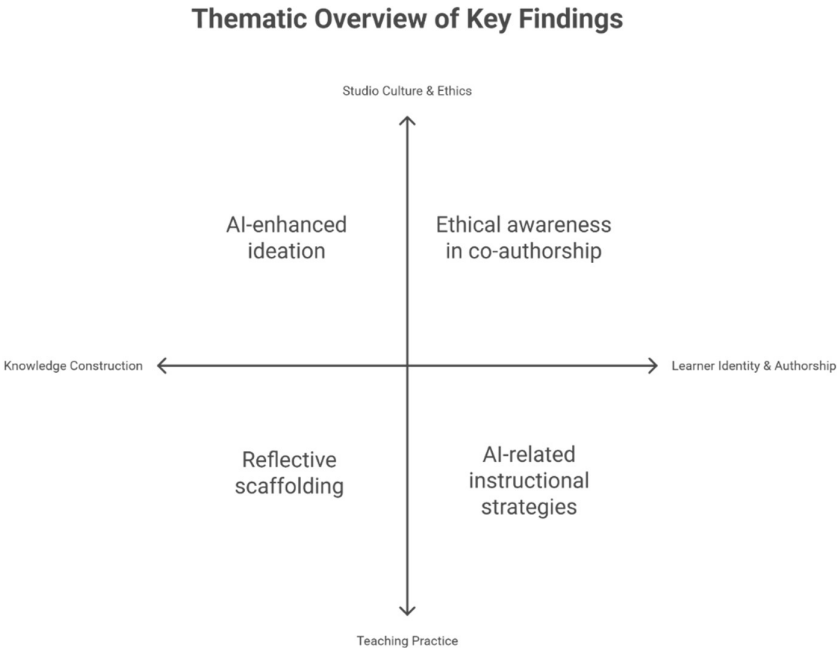 Thematic Overview of Key Findings
Studio Culture & Ethics
AI-enhanced
ideation
Ethical awareness
in co-authorship
Knowledge Construction
Learner Identity & Authorship
Reflective
scaffolding
AI-related
instructional
strategies
Teaching Practice